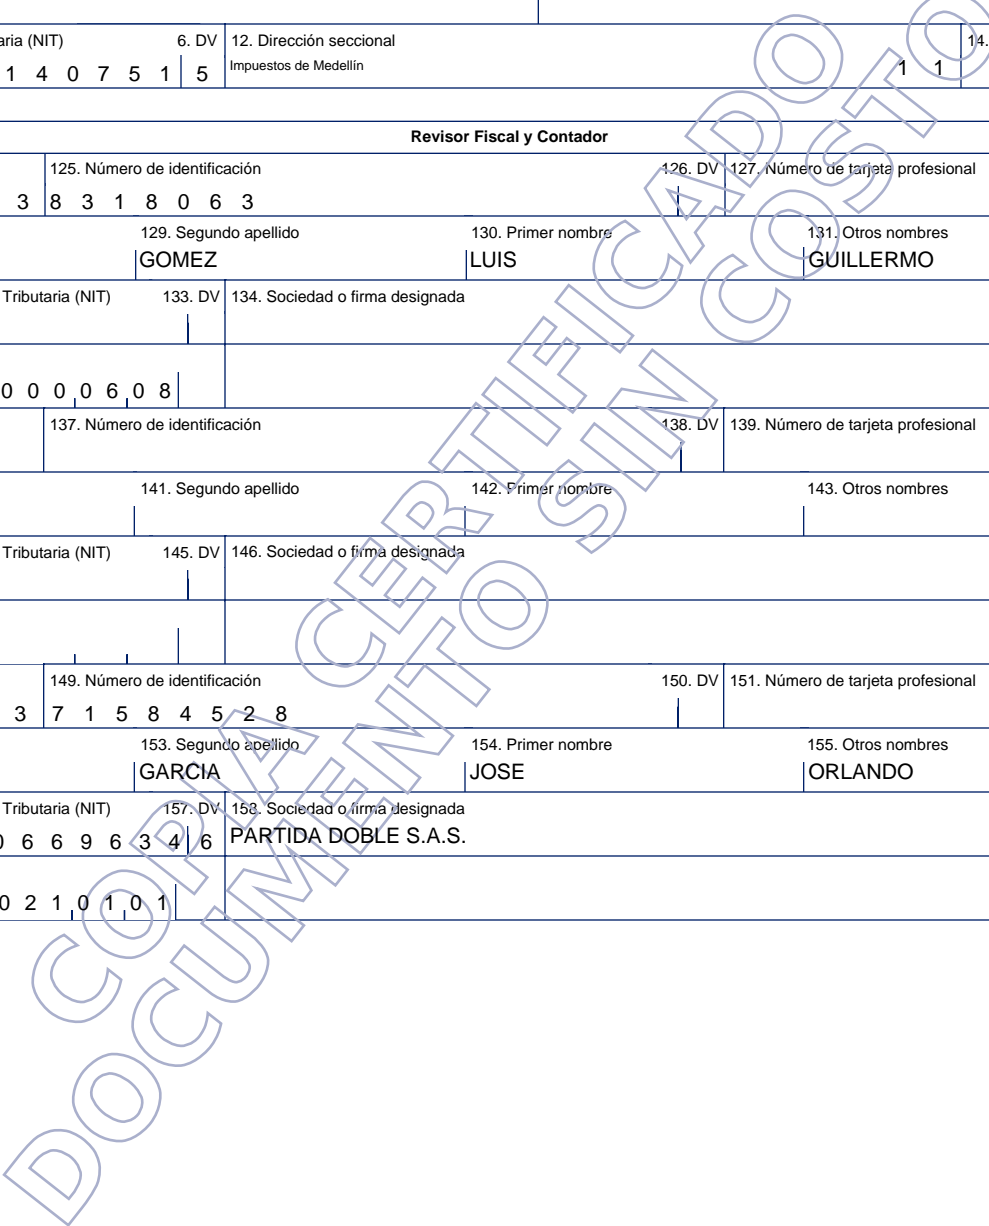 aria (NIT) 6. DV 12. Dirección seccional 14.
1 4 0 7 5 1 5 Impuestos de Medellín 1 1
Revisor Fiscal y Contador
125. Número de identificación 126. DV 127. Número de tarjeta profesional
3 8 3 1 8 0 6 3
129. Segundo apellido 130. Primer nombre 131. Otros nombres
GOMEZ LUIS GUILLERMO
Tributaria (NIT) 133. DV 134. Sociedad o firma designada
0 0 0 0 6 0 8
137. Número de identificación 138. DV 139. Número de tarjeta profesional
141. Segundo apellido 142. Primer nombre 143. Otros nombres
Tributaria (NIT) 145. DV 146. Sociedad o firma designada
149. Número de identificación 150. DV 151. Número de tarjeta profesional
3 7 1 5 8 4 5 2 8
153. Segundo apellido 154. Primer nombre 155. Otros nombres
GARCIA JOSE ORLANDO
Tributaria (NIT) 157. DV 158. Sociedad o firma designada
0 6 6 9 6 3 4 6 PARTIDA DOBLE S.A.S.
0 2 1 0 1 0 1
COPIA CERTIFICADO
DOCUMENTO SIN COSTO